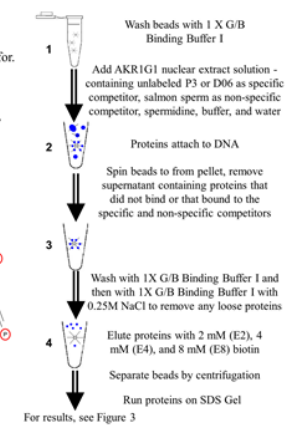 Wash beads with 1 X G/B
Binding Buffer I
1
for.
Add AKR1G1 nuclear extract solution -
containing unlabeled P3 or D06 as specific
competitor, salmon sperm as non-specific
competitor, spermidine, buffer, and water
2
Proteins attach to DNA
Spin beads to from pellet, remove
supernatant containing proteins that
did not bind or that bound to the
specific and non-specific competitors
3
Wash with 1X G/B Binding Buffer I and
then with 1X G/B Binding Buffer I with
0.25M NaCl to remove any loose proteins
P
4
Elute proteins with 2 mM (E2), 4
mM (E4), and 8 mM (E8) biotin
Separate beads by centrifugation
Run proteins on SDS Gel
For results, see Figure 3